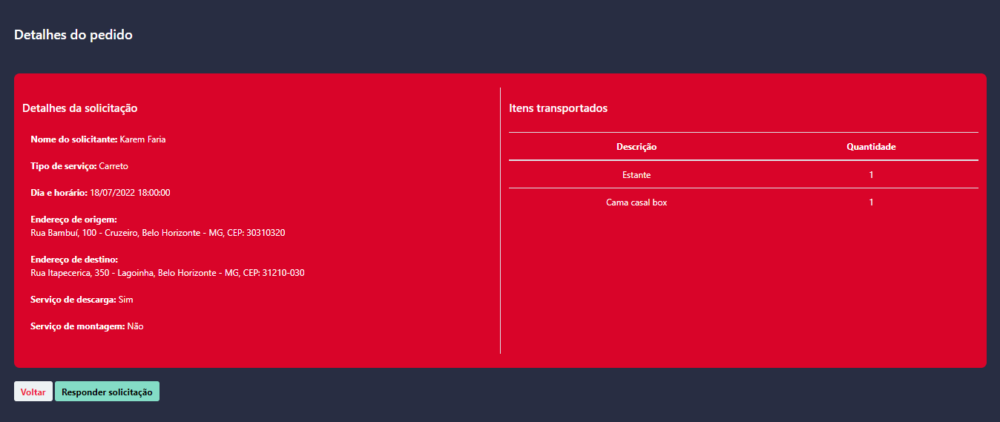 Detalhes do pedido
Detalhes da solicitação
Nome do solicitante: Karem Faria
Tipo de serviço: Carreto
Dia e horário: 18/07/2022 18:00:00
Endereço de origem:
Rua Bambuí, 100 - Cruzeiro, Belo Horizonte - MG, CEP: 30310320
Endereço de destino:
Rua Itapecerica, 350 - Lagoinha, Belo Horizonte - MG, CEP: 31210-030
Serviço de descarga: Sim
Serviço de montagem: Não
Itens transportados
Descrição Quantidade
Estante 1
Cama casal box 1
Voltar Responder solicitação